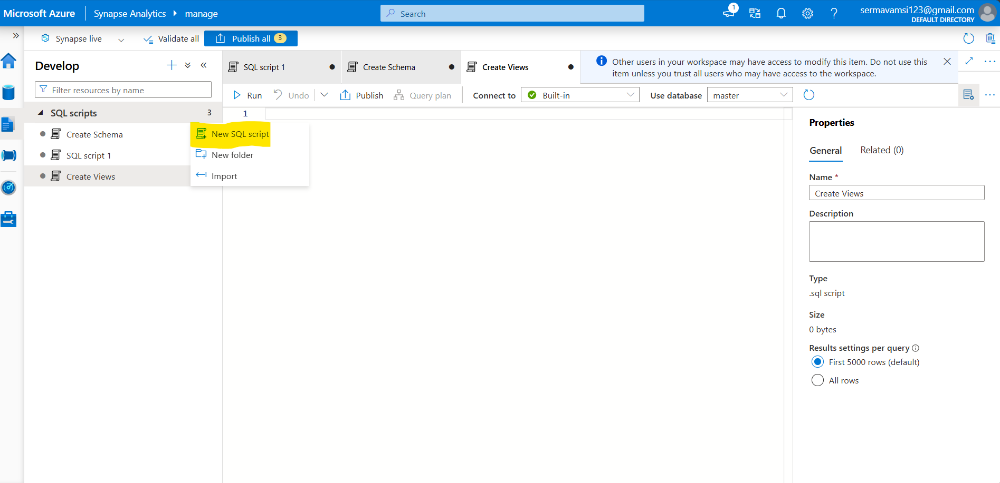 Microsoft Azure
Synapse Analytics
manage
Search
1
sermavamsi123@gmail.com
DEFAULT DIRECTORY
Synapse live
Validate all
Publish all 3
Develop
Filter resources by name
SQL scripts 3
Create Schema
SQL script 1
Create Views
New SQL script
New folder
Import
SQL script 1
Create Schema
Create Views
Other users in your workspace may have access to modify this item. Do not use this
item unless you trust all users who may have access to the workspace.
Run
Undo
Publish
Query plan
Connect to
Built-in
Use database
master
1
Properties
General
Related (0)
Name *
Create Views
Description
Type
.sql script
Size
0 bytes
Results settings per query
First 5000 rows (default)
All rows